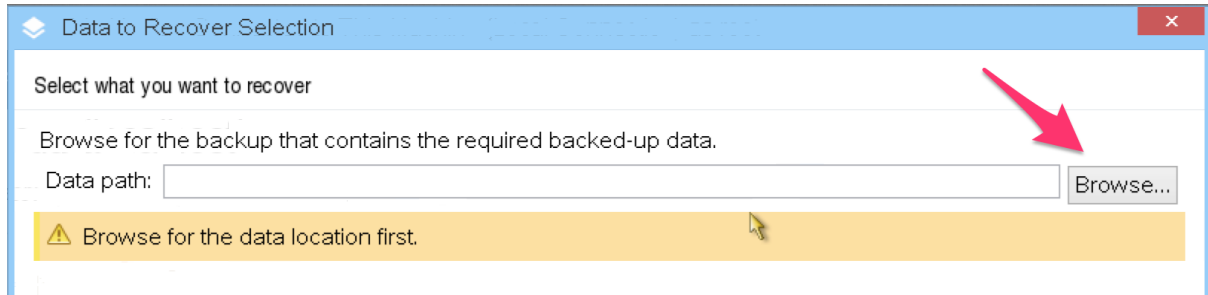 Data to Recover Selection
Select what you want to recover
Browse for the backup that contains the required backed-up data.
Data path:
Browse...
Browse for the data location first.